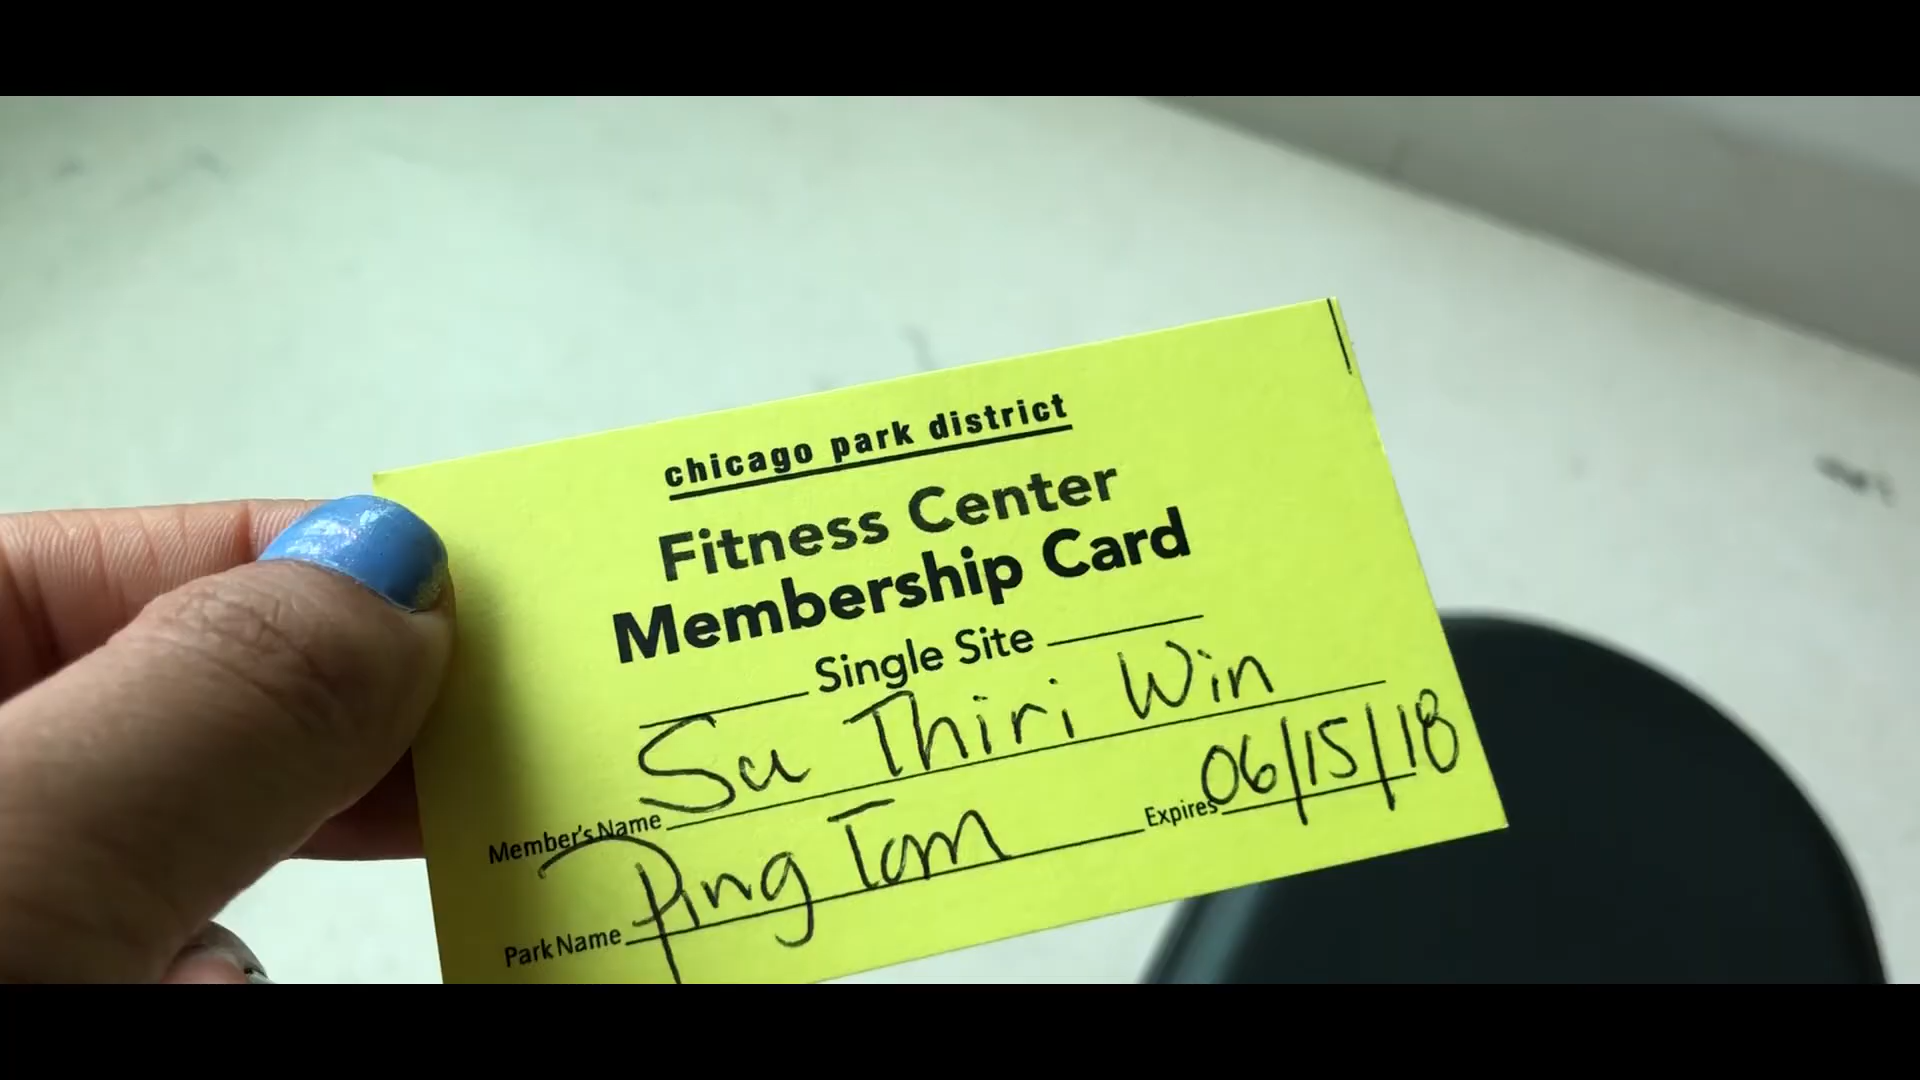 chicago park district
Fitness Center
Membership Card
Single Site
Member's Name Su Thiri Win
Park Name Ping Tom Expires 06/15/18